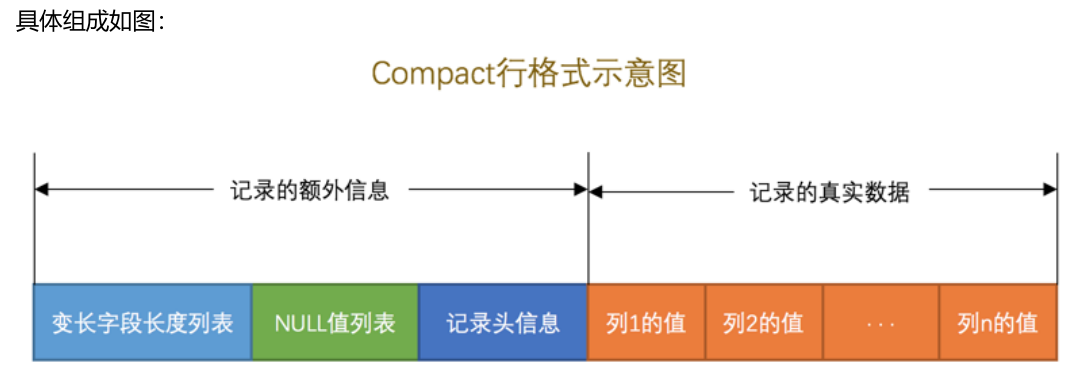 具体组成如图：
Compact行格式示意图
记录的额外信息 记录的真实数据
变长字段长度列表 NULL值列表 记录头信息 列1的值 列2的值 ... 列n的值